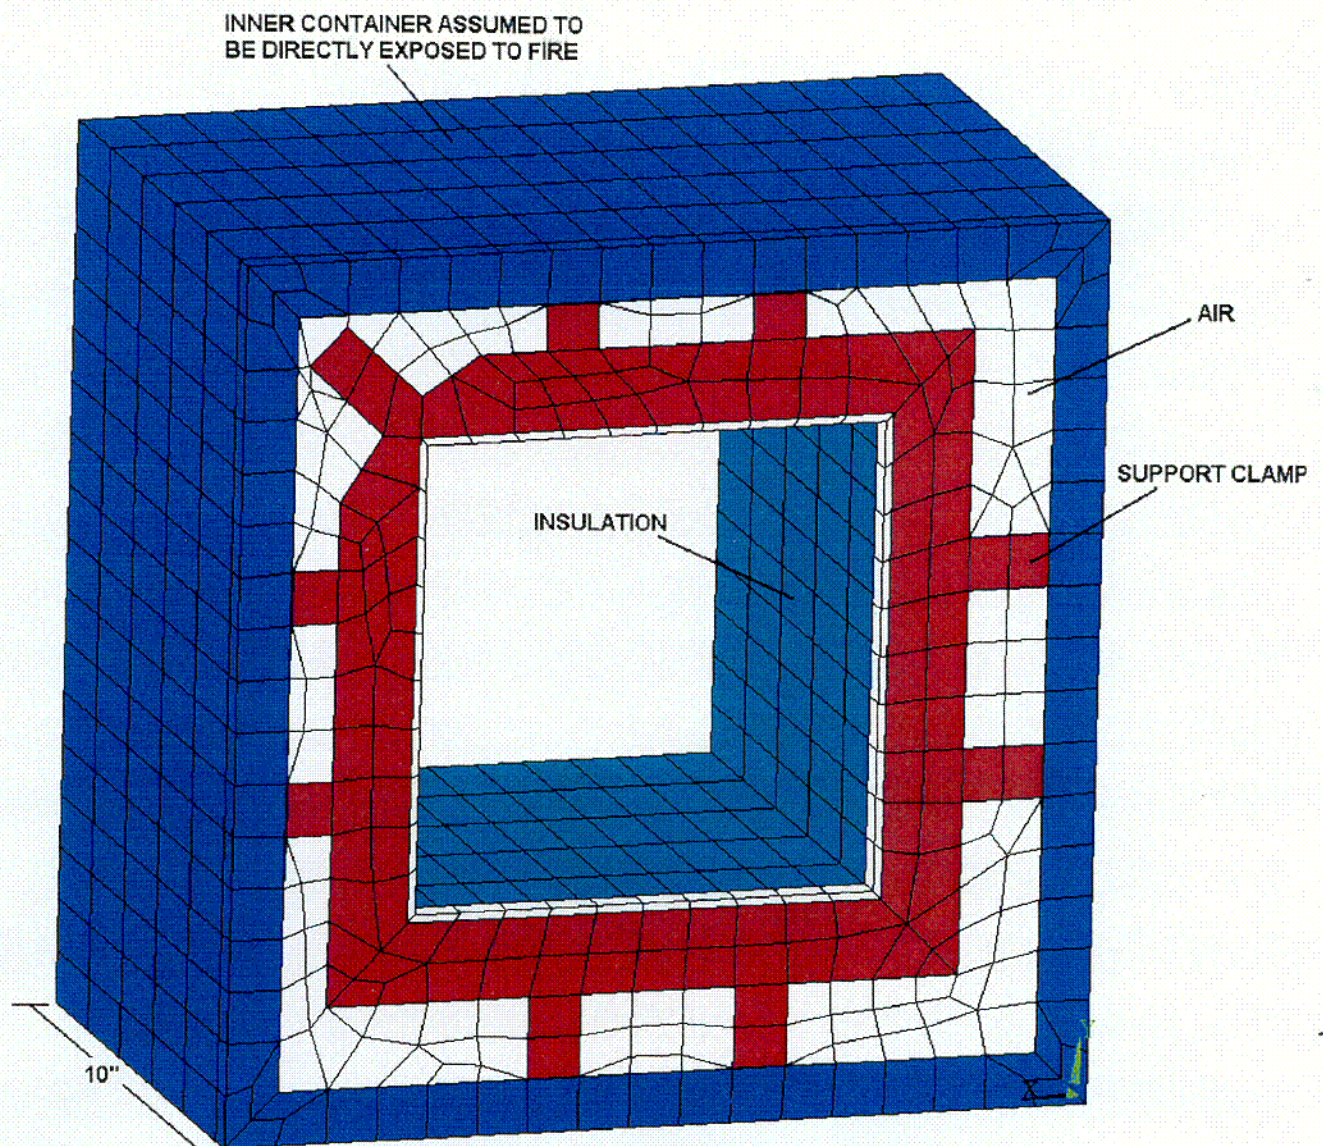 INNER CONTAINER ASSUMED TO
BE DIRECTLY EXPOSED TO FIRE
AIR
SUPPORT CLAMP
INSULATION
10"
Y
X